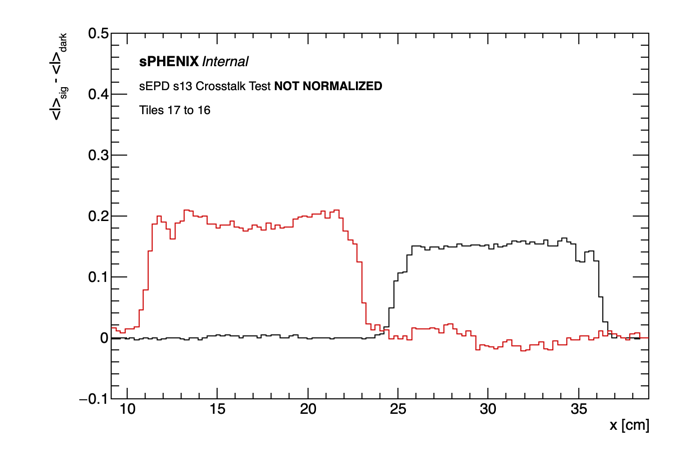 <|I|>sig - <|I|>dark
0.5
sPHENIX Internal
sEPD s13 Crosstalk Test NOT NORMALIZED
0.4
Tiles 17 to 16
0.3
0.2
0.1
0
−0.1
10 15 20 25 30 35
x [cm]